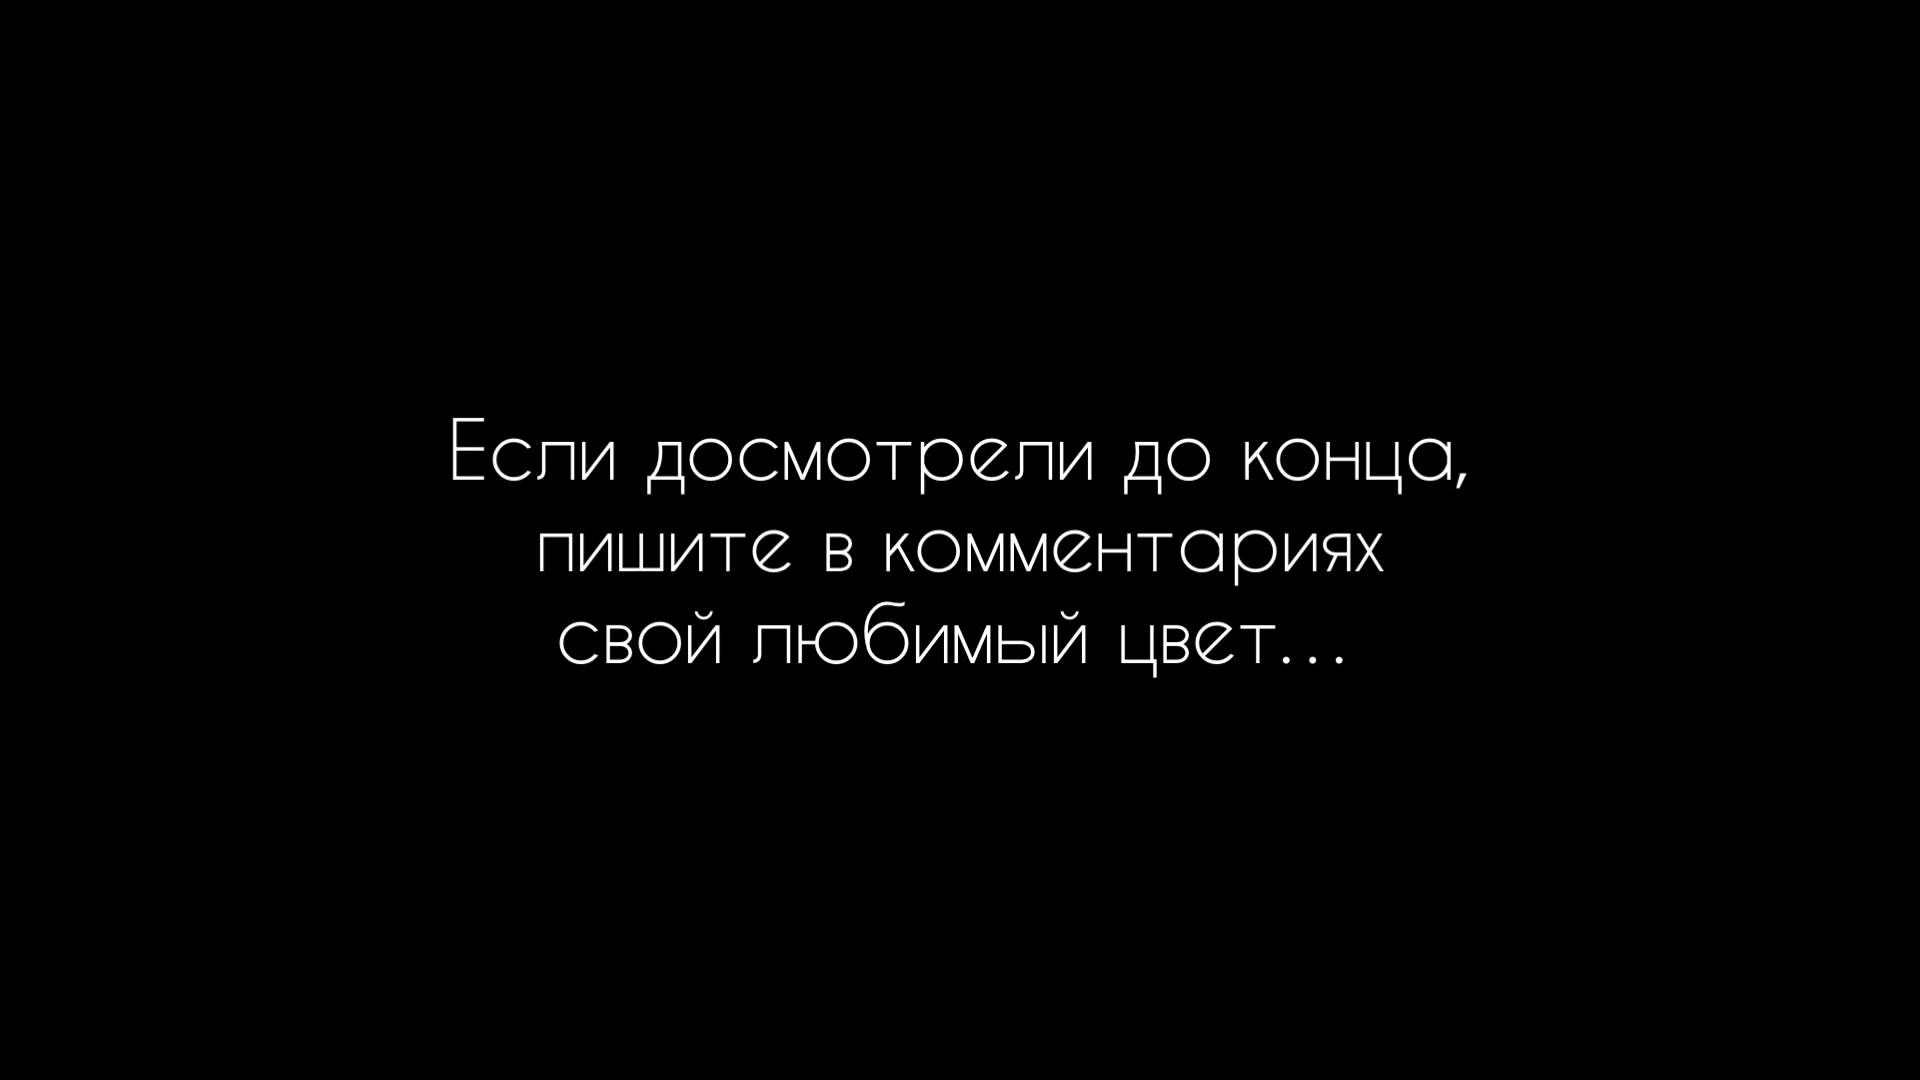 Если досмотрели до конца,
пишите в комментариях
свой любимый цвет...